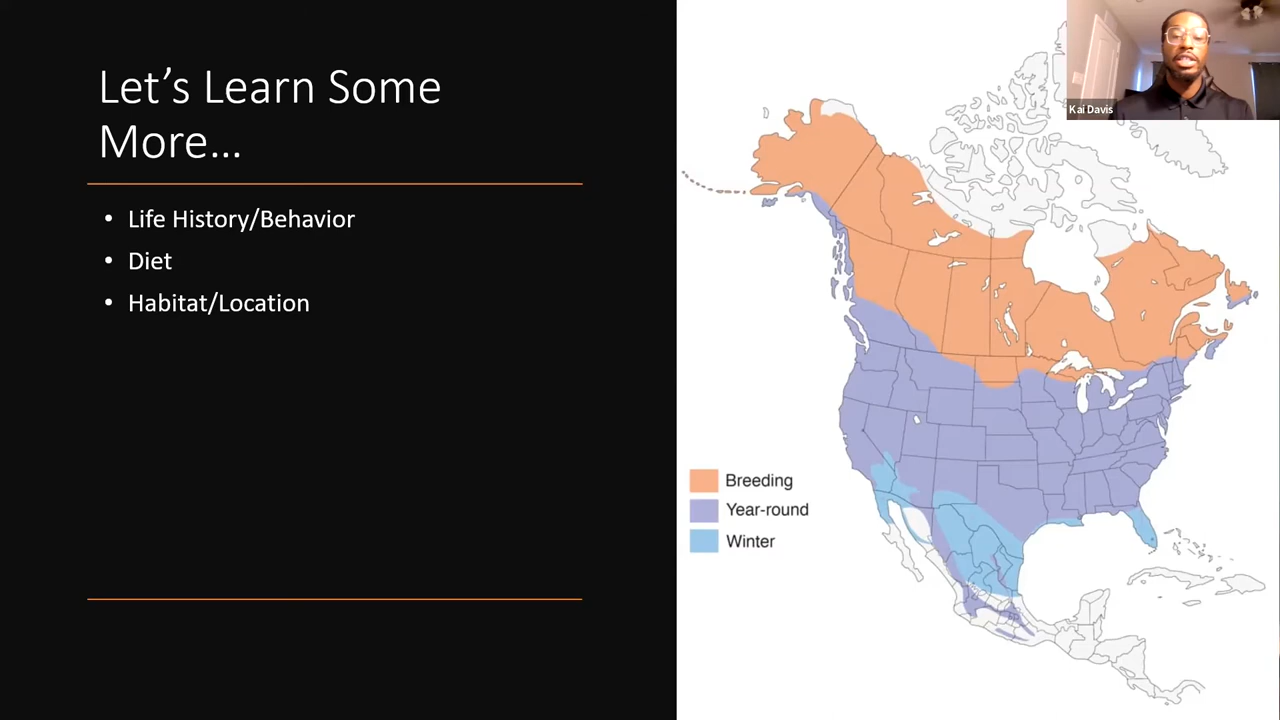 Let’s Learn Some
More…
• Life History/Behavior
• Diet
• Habitat/Location
Kai Davis
Breeding
Year-round
Winter